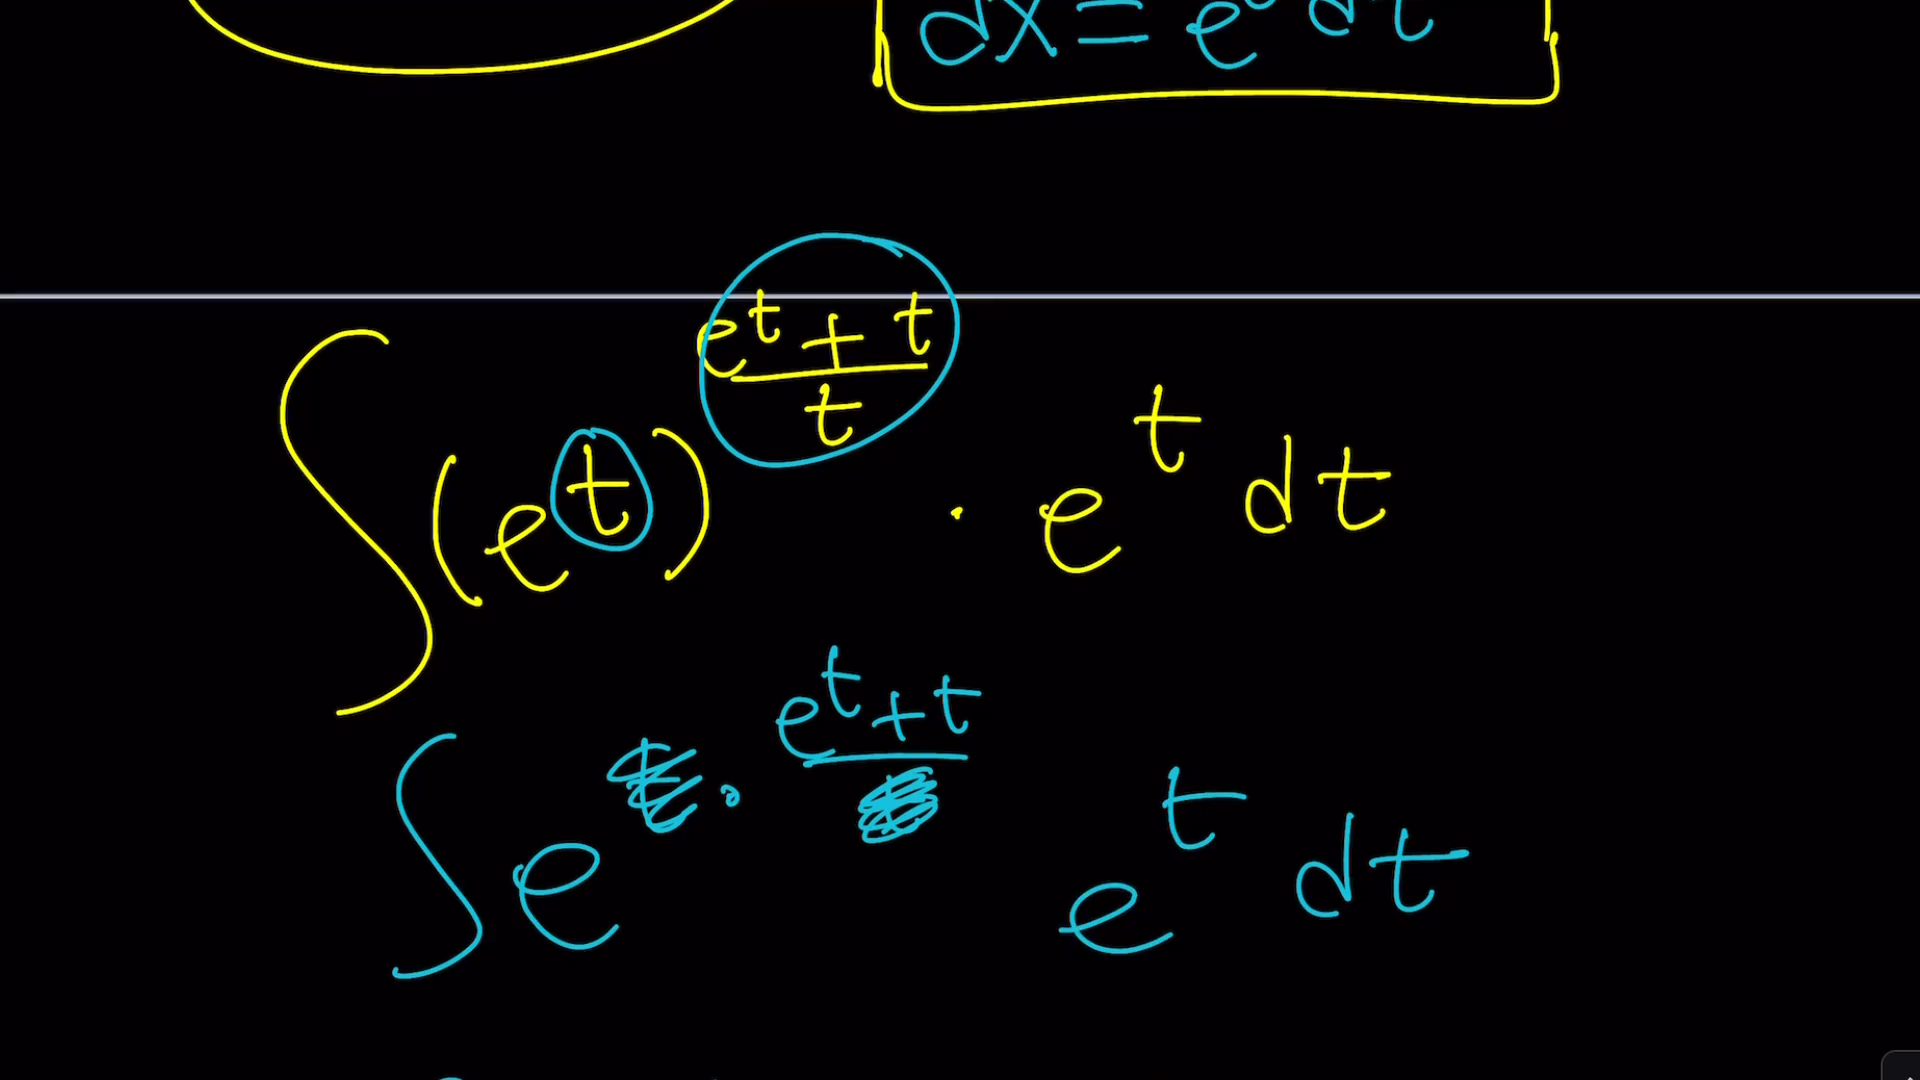 dx = e^t dt
∫ (e^t)^((e^t + t)/t) · e^t dt
∫ e^(t · (e^t + t)/t) e^t dt